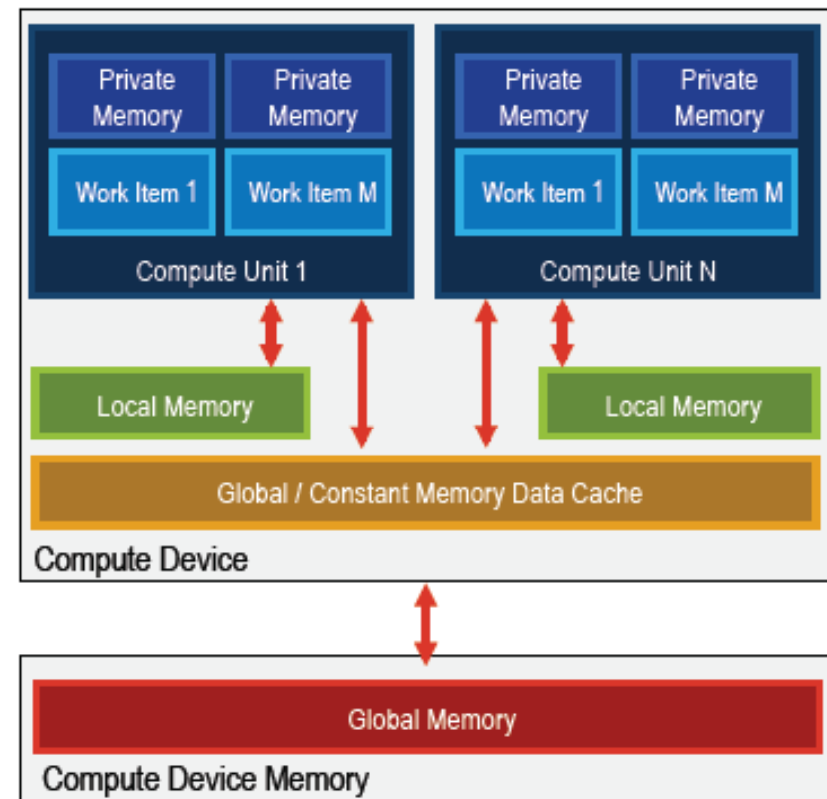 Private Memory
Private Memory
Private Memory
Private Memory
Work Item 1
Work Item M
Work Item 1
Work Item M
Compute Unit 1
Compute Unit N
Local Memory
Local Memory
Global / Constant Memory Data Cache
Compute Device
Global Memory
Compute Device Memory